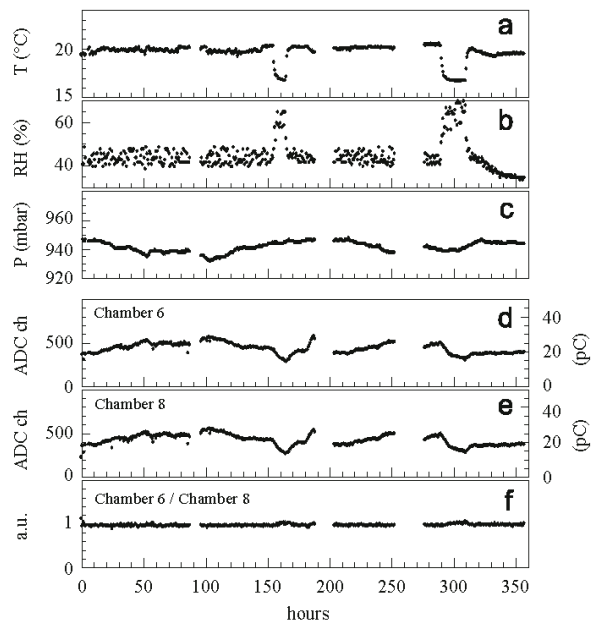 a
T (°C)
20
15
b
RH (%)
60
40
c
P (mbar)
960
940
920
Chamber 6
d
ADC ch
500
0
40
20
0
(pC)
Chamber 8
e
ADC ch
500
0
40
20
0
(pC)
Chamber 6 / Chamber 8
f
a.u.
1
0
0 50 100 150 200 250 300 350
hours